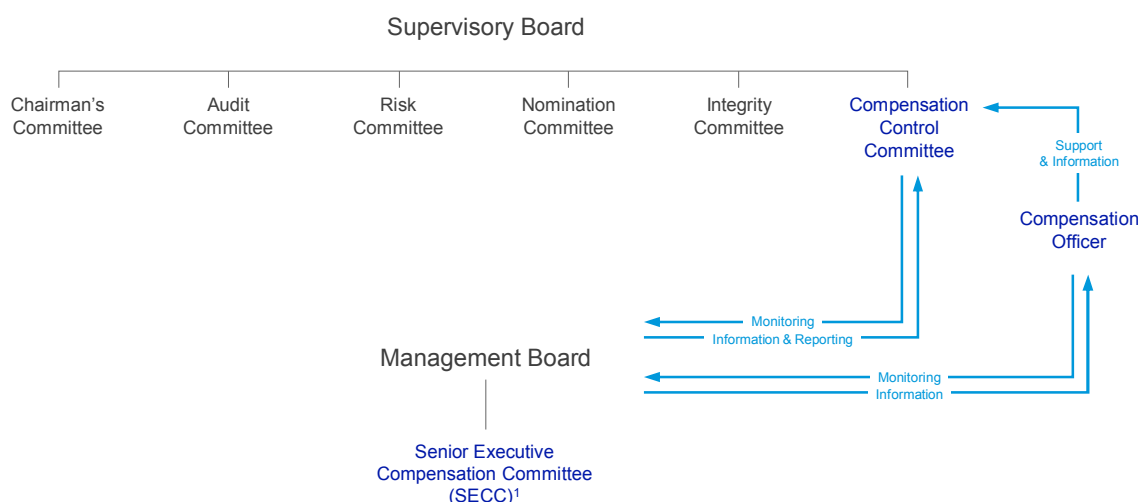 Supervisory Board
Chairman's
Committee
Audit
Committee
Risk
Committee
Nomination
Committee
Integrity
Committee
Compensation
Control
Committee
Support
& Information
Compensation
Officer
Monitoring
Information & Reporting
Management Board
Monitoring
Information
Senior Executive
Compensation Committee
(SECC)¹